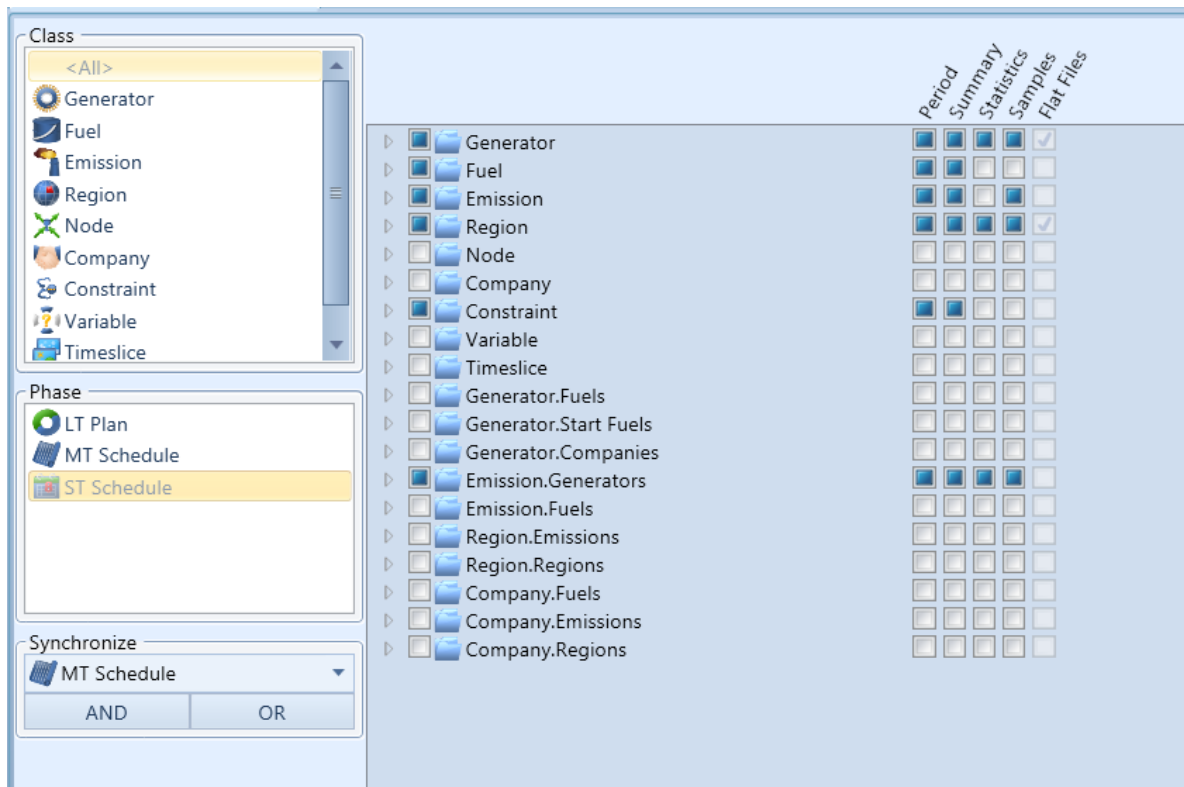 Class
<All>
Generator
Fuel
Emission
Region
Node
Company
Constraint
Variable
Timeslice
Phase
LT Plan
MT Schedule
ST Schedule
Synchronize
MT Schedule
AND OR
Period Summary Statistics Samples Flat Files
Generator
Fuel
Emission
Region
Node
Company
Constraint
Variable
Timeslice
Generator.Fuels
Generator.Start Fuels
Generator.Companies
Emission.Generators
Emission.Fuels
Region.Emissions
Region.Regions
Company.Fuels
Company.Emissions
Company.Regions